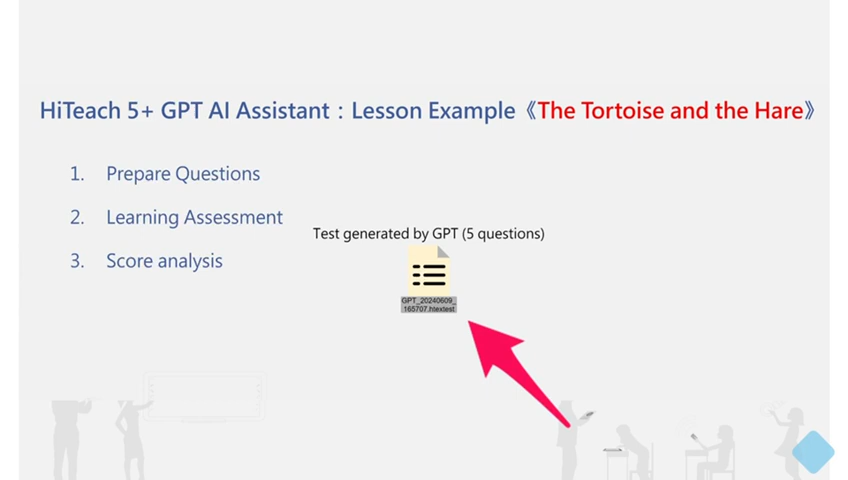 HiTeach 5+ GPT AI Assistant：Lesson Example《The Tortoise and the Hare》
1. Prepare Questions
2. Learning Assessment
Test generated by GPT (5 questions)
3. Score analysis
GPT_20240609_
165707.htextest